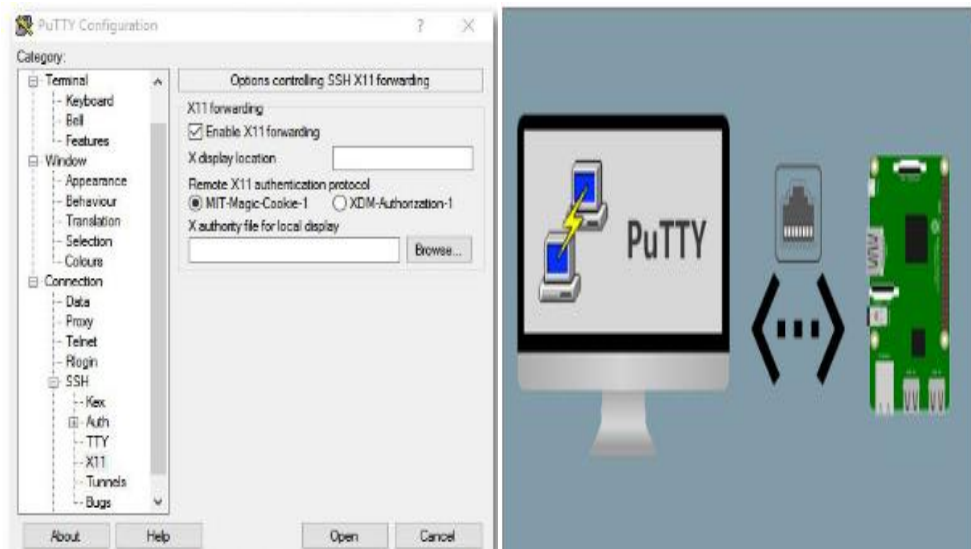 PuTTY Configuration
?
Category:
Terminal
Keyboard
Bell
Features
Window
Appearance
Behaviour
Translation
Selection
Colours
Connection
Data
Proxy
Telnet
Rlogin
SSH
Kex
Auth
TTY
X11
Tunnels
Bugs
Options controlling SSH X11 forwarding
X11 forwarding
Enable X11 forwarding
X display location
Remote X11 authentication protocol
MIT-Magic-Cookie-1 XDM-Authorization-1
X authority file for local display
Browse...
About Help Open Cancel
PuTTY